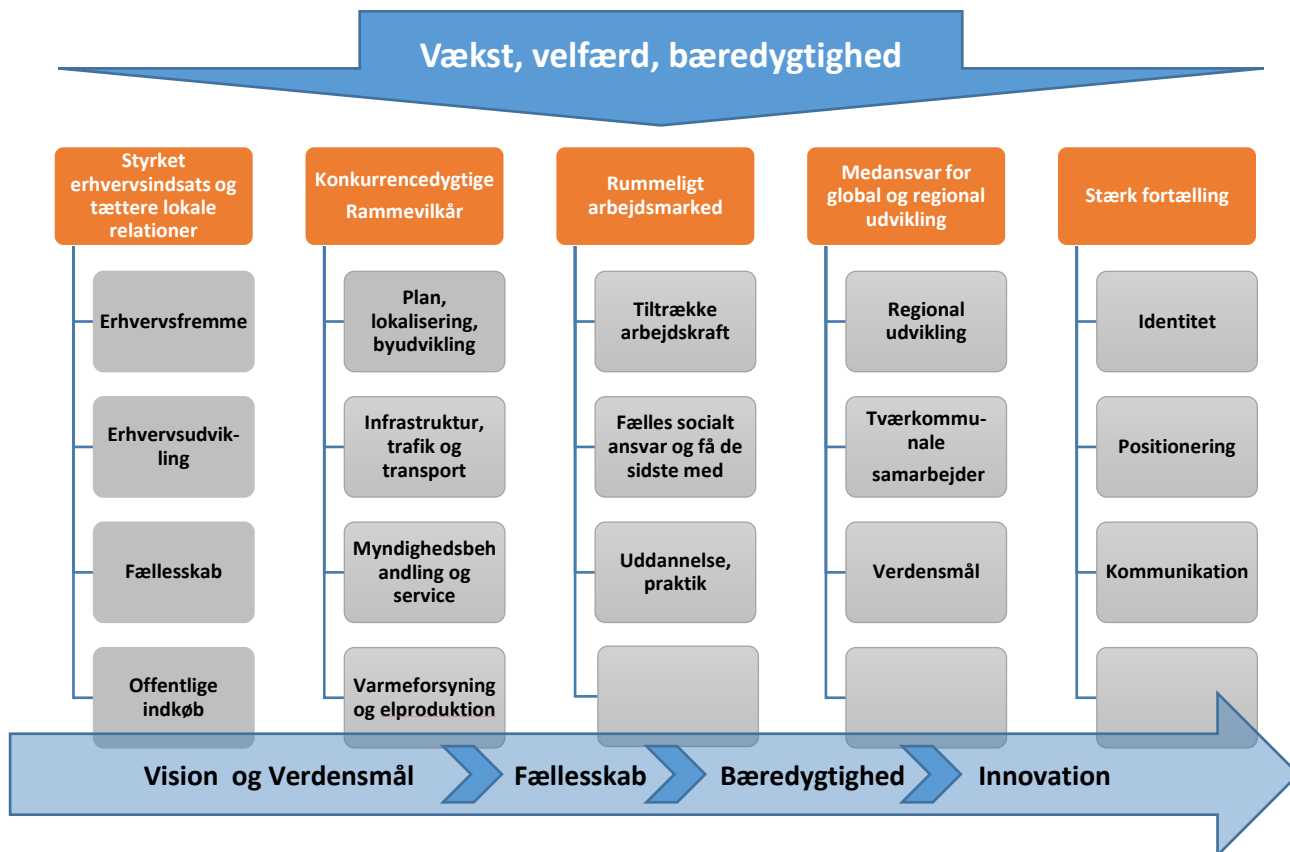 Vækst, velfærd, bæredygtighed
Styrket
erhvervsindsats og
tættere lokale
relationer
Erhvervsfremme
Erhvervsudvik-
ling
Fællesskab
Offentlige
indkøb
Konkurrencedygtige
Rammevilkår
Plan,
lokalisering,
byudvikling
Infrastruktur,
trafik og
transport
Myndighedsbeh
andling og
service
Varmeforsyning
og elproduktion
Rummeligt
arbejdsmarked
Tiltrække
arbejdskraft
Fælles socialt
ansvar og få de
sidste med
Uddannelse,
praktik
Medansvar for
global og regional
udvikling
Regional
udvikling
Tværkommu-
nale
samarbejder
Verdensmål
Stærk fortælling
Identitet
Positionering
Kommunikation
Vision og Verdensmål
Fællesskab
Bæredygtighed
Innovation